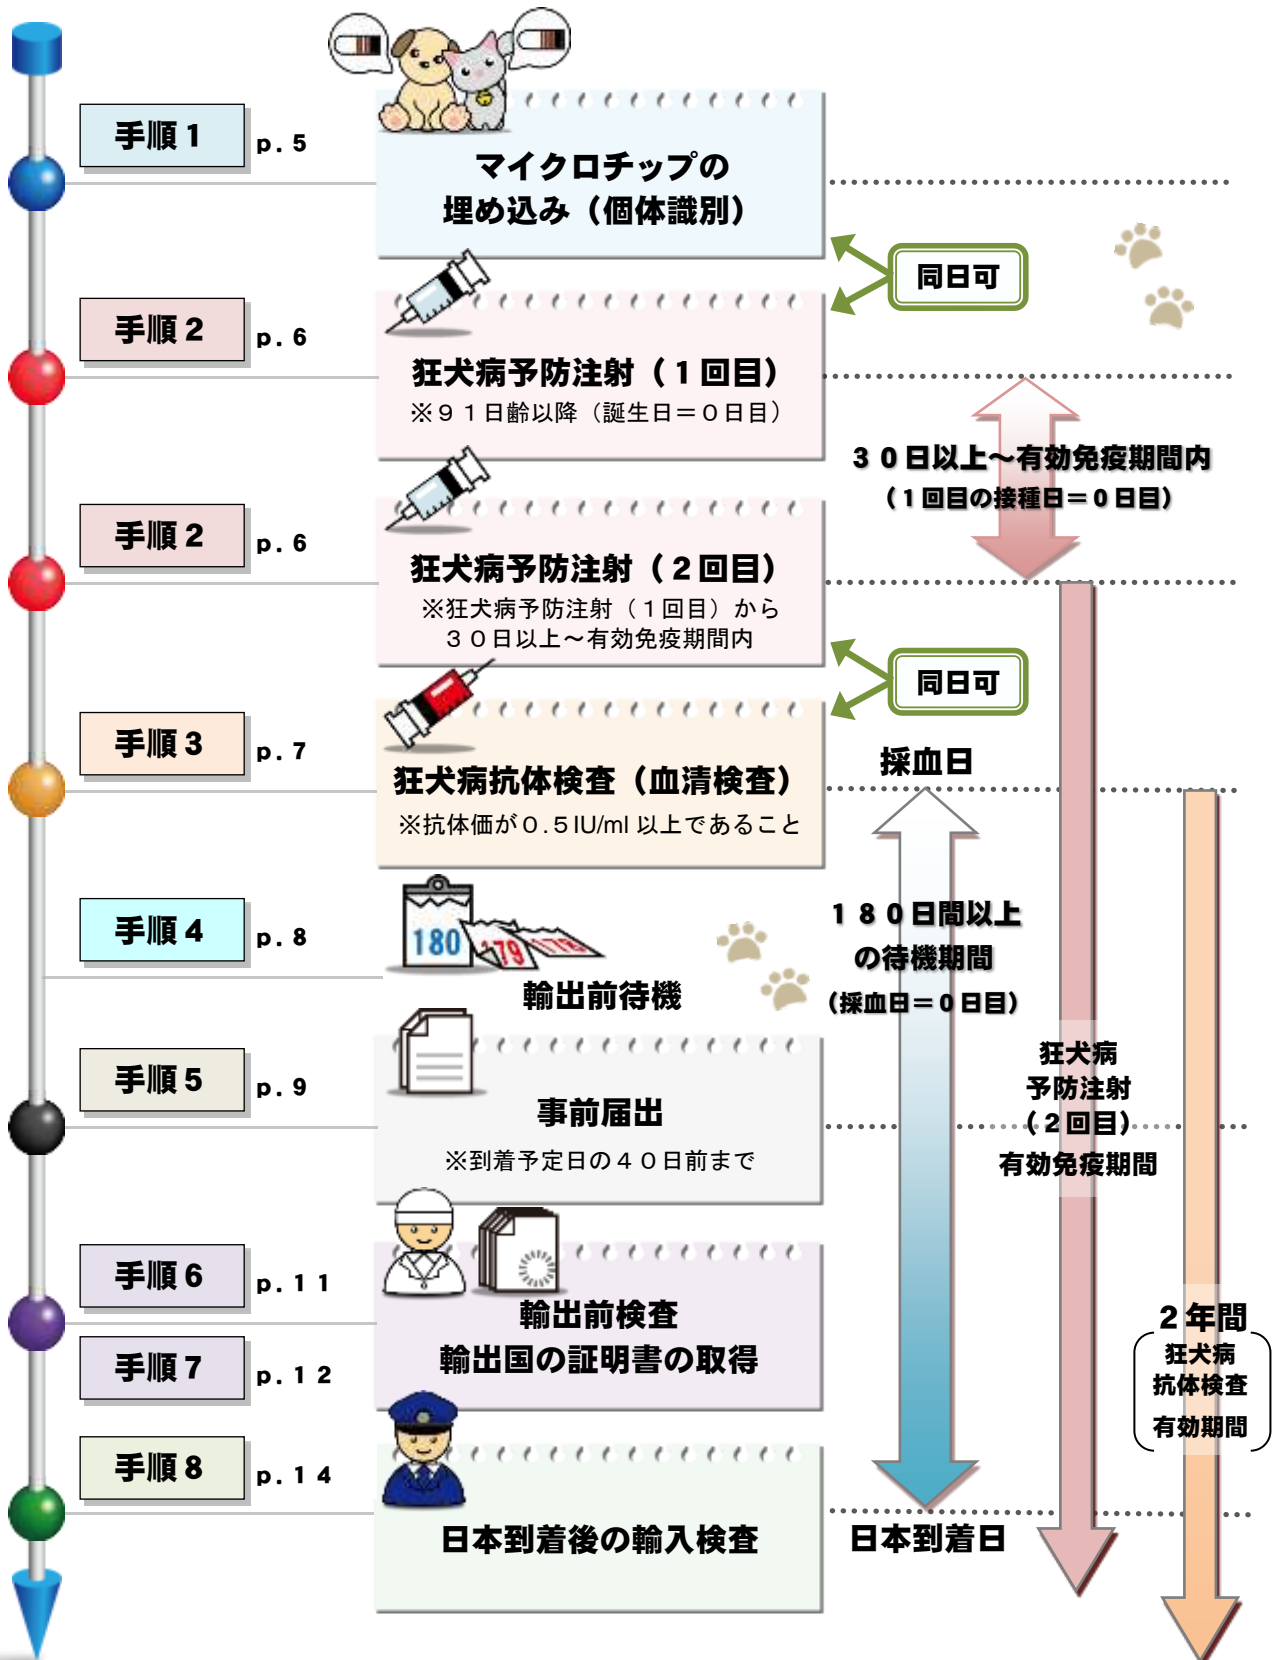 手順１ p. 5
マイクロチップの
埋め込み（個体識別）
同日可
手順２ p. 6
狂犬病予防注射（１回目）
※９１日齢以降（誕生日＝０日目）
３０日以上～有効免疫期間内
（１回目の接種日＝０日目）
手順２ p. 6
狂犬病予防注射（２回目）
※狂犬病予防注射（１回目）から
３０日以上～有効免疫期間内
同日可
手順３ p. 7
採血日
狂犬病抗体検査（血清検査）
※抗体価が０.５IU/ml 以上であること
手順４ p. 8
180
179
178
輸出前待機
１８０日間以上
の待機期間
（採血日＝０日目）
手順５ p. 9
事前届出
※到着予定日の４０日前まで
狂犬病
予防注射
（２回目）
有効免疫期間
手順６ p. 11
輸出前検査
輸出国の証明書の取得
手順７ p. 12
２年間
狂犬病
抗体検査
有効期間
手順８ p. 14
日本到着後の輸入検査
日本到着日